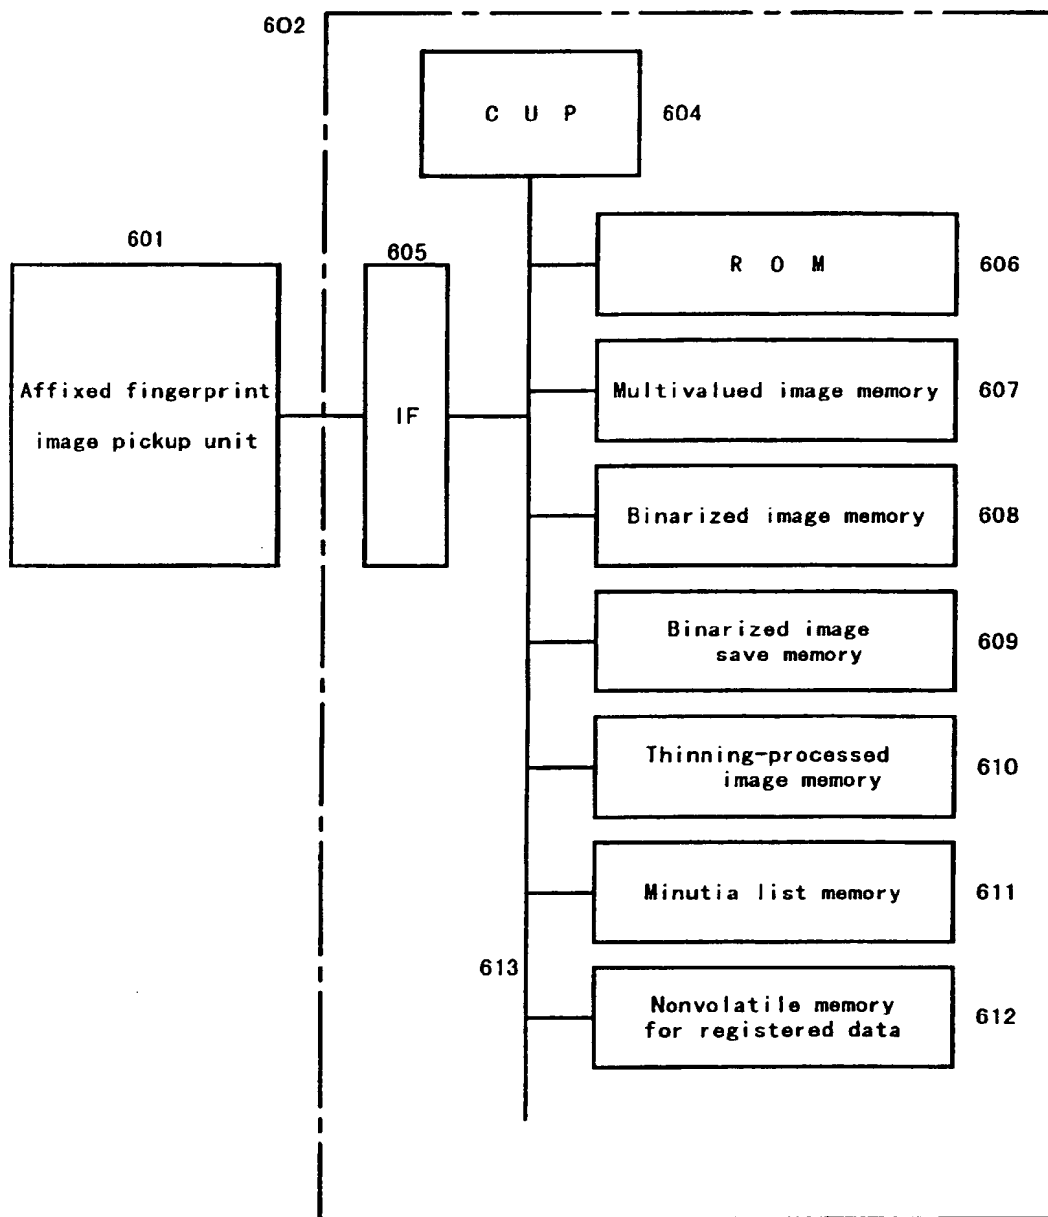 602
C U P
604
601
605
R O M
606
Affixed fingerprint
image pickup unit
IF
Multivalued image memory
607
Binarized image memory
608
Binarized image
save memory
609
Thinning-processed
image memory
610
Minutia list memory
611
613
Nonvolatile memory
for registered data
612